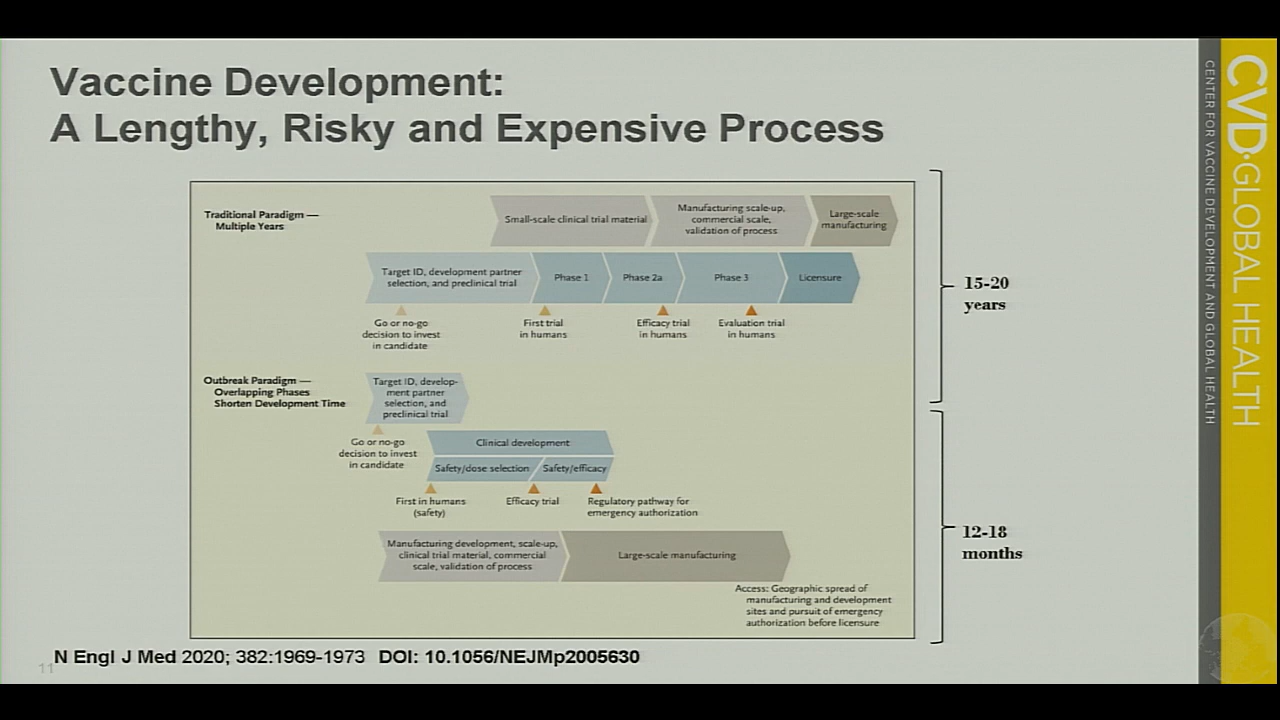 Vaccine Development:
A Lengthy, Risky and Expensive Process
Traditional Paradigm —
Multiple Years
Small-scale clinical trial material
Manufacturing scale-up,
commercial scale,
validation of process
Large-scale
manufacturing
Target ID, development partner
selection, and preclinical trial
Phase 1
Phase 2a
Phase 3
Licensure
Go or no-go
decision to invest
in candidate
First trial
in humans
Efficacy trial
in humans
Evaluation trial
in humans
15-20
years
Outbreak Paradigm —
Overlapping Phases
Shorten Development Time
Target ID, develop-
ment partner
selection, and
preclinical trial
Go or no-go
decision to invest
in candidate
Clinical development
Safety/dose selection
Safety/efficacy
First in humans
(safety)
Efficacy trial
Regulatory pathway for
emergency authorization
Manufacturing development, scale-up,
clinical trial material, commercial
scale, validation of process
Large-scale manufacturing
Access: Geographic spread of
manufacturing and development
sites and pursuit of emergency
authorization before licensure
12-18
months
11
N Engl J Med 2020; 382:1969-1973 DOI: 10.1056/NEJMp2005630
CVD·GLOBAL HEALTH
CENTER FOR VACCINE DEVELOPMENT AND GLOBAL HEALTH